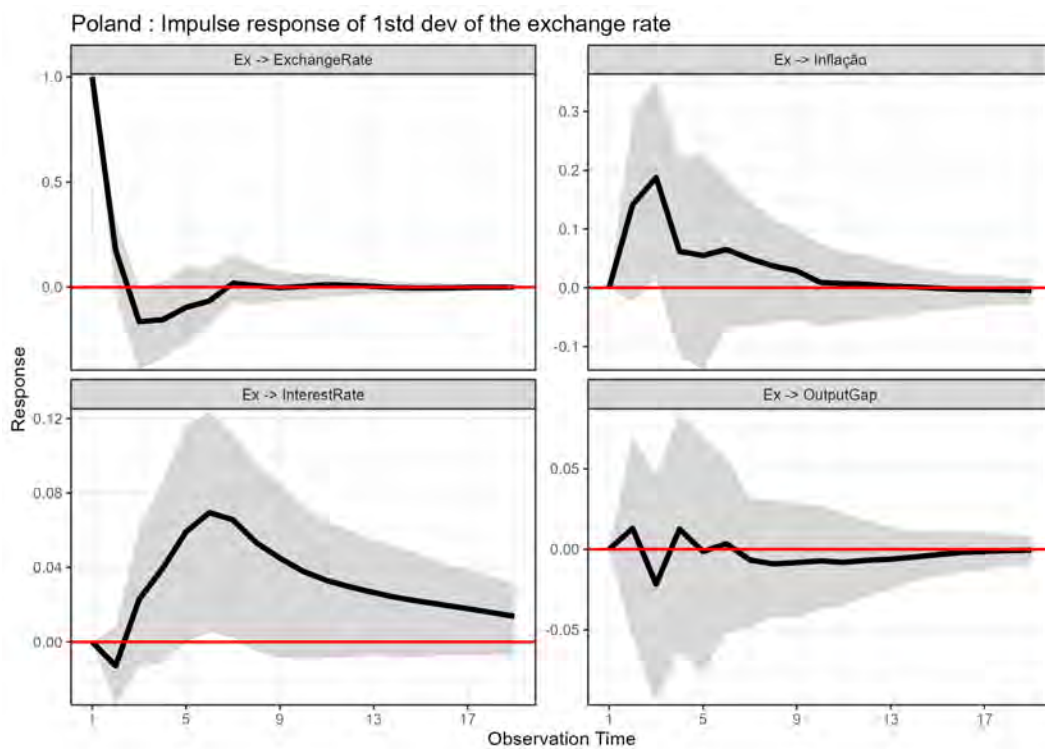 Poland : Impulse response of 1std dev of the exchange rate
Ex -> ExchangeRate
Ex -> Inflação
1.0
0.5
0.0
0.3
0.2
0.1
0.0
-0.1
Response
Ex -> InterestRate
Ex -> OutputGap
0.12
0.08
0.04
0.00
0.05
0.00
-0.05
1 5 9 13 17
1 5 9 13 17
Observation Time